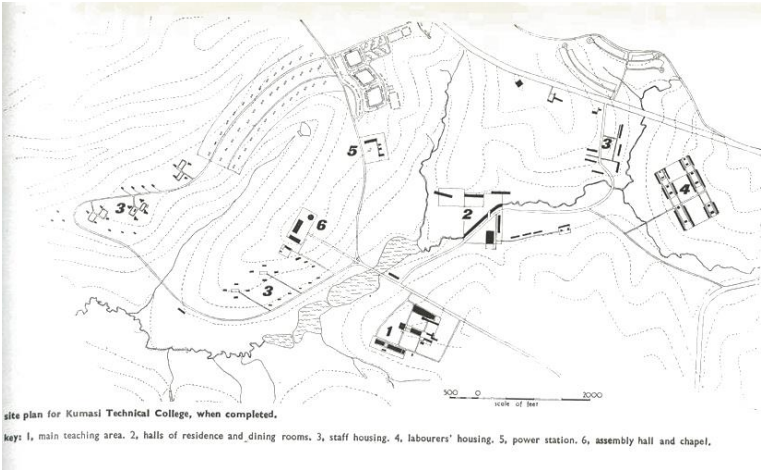 5
3
4
3
2
6
3
1
500 0 2000
scale of feet
site plan for Kumasi Technical College, when completed.
key: 1, main teaching area. 2, halls of residence and dining rooms. 3, staff housing. 4, labourers' housing. 5, power station. 6, assembly hall and chapel.